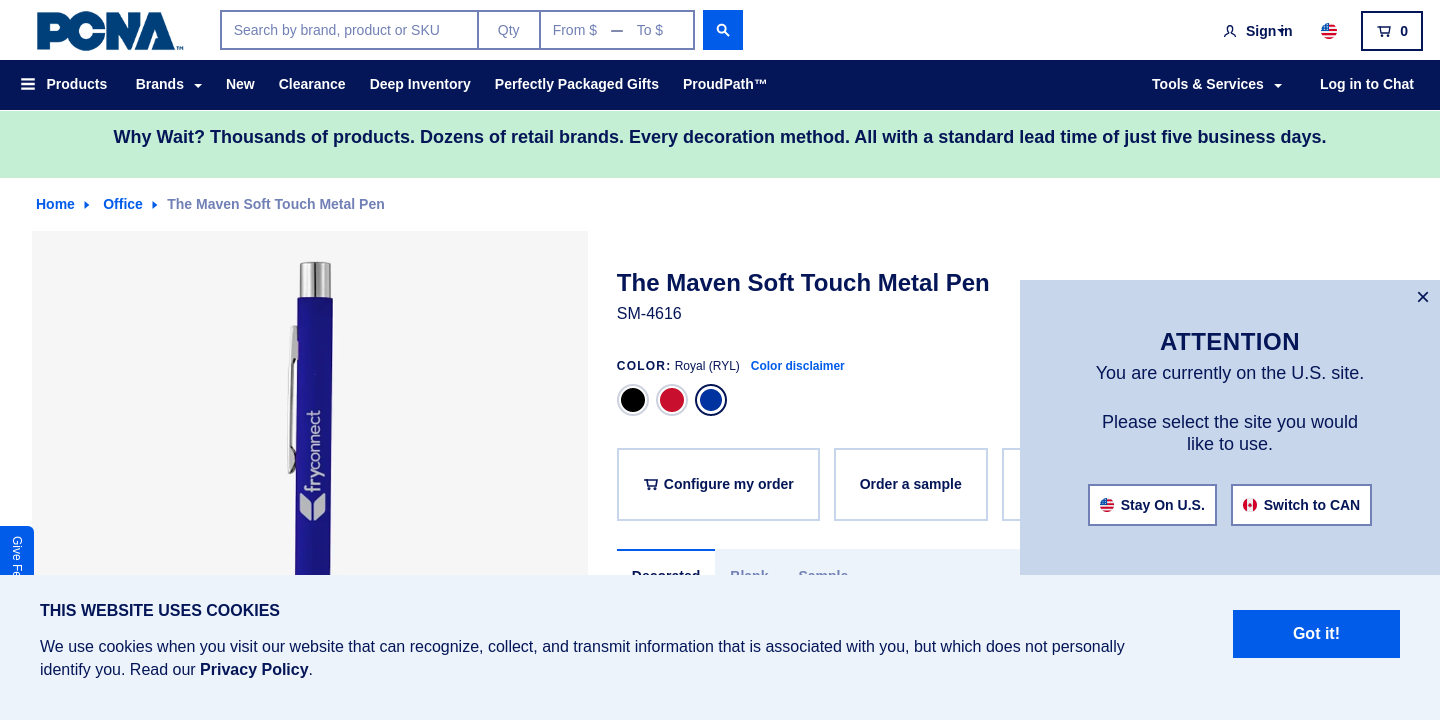 PCNA™
Search by brand, product or SKU
Qty
From $ — To $
Sign in
0
Products
Brands
New
Clearance
Deep Inventory
Perfectly Packaged Gifts
ProudPath™
Tools & Services
Log in to Chat
Why Wait? Thousands of products. Dozens of retail brands. Every decoration method. All with a standard lead time of just five business days.
Home
Office
The Maven Soft Touch Metal Pen
fryconnect
The Maven Soft Touch Metal Pen
SM-4616
COLOR: Royal (RYL) Color disclaimer
Configure my order
Order a sample
Decorated
Blank
Sample
×
ATTENTION
You are currently on the U.S. site.
Please select the site you would
like to use.
Stay On U.S.
Switch to CAN
Give Fe
THIS WEBSITE USES COOKIES
We use cookies when you visit our website that can recognize, collect, and transmit information that is associated with you, but which does not personally
identify you. Read our Privacy Policy.
Got it!